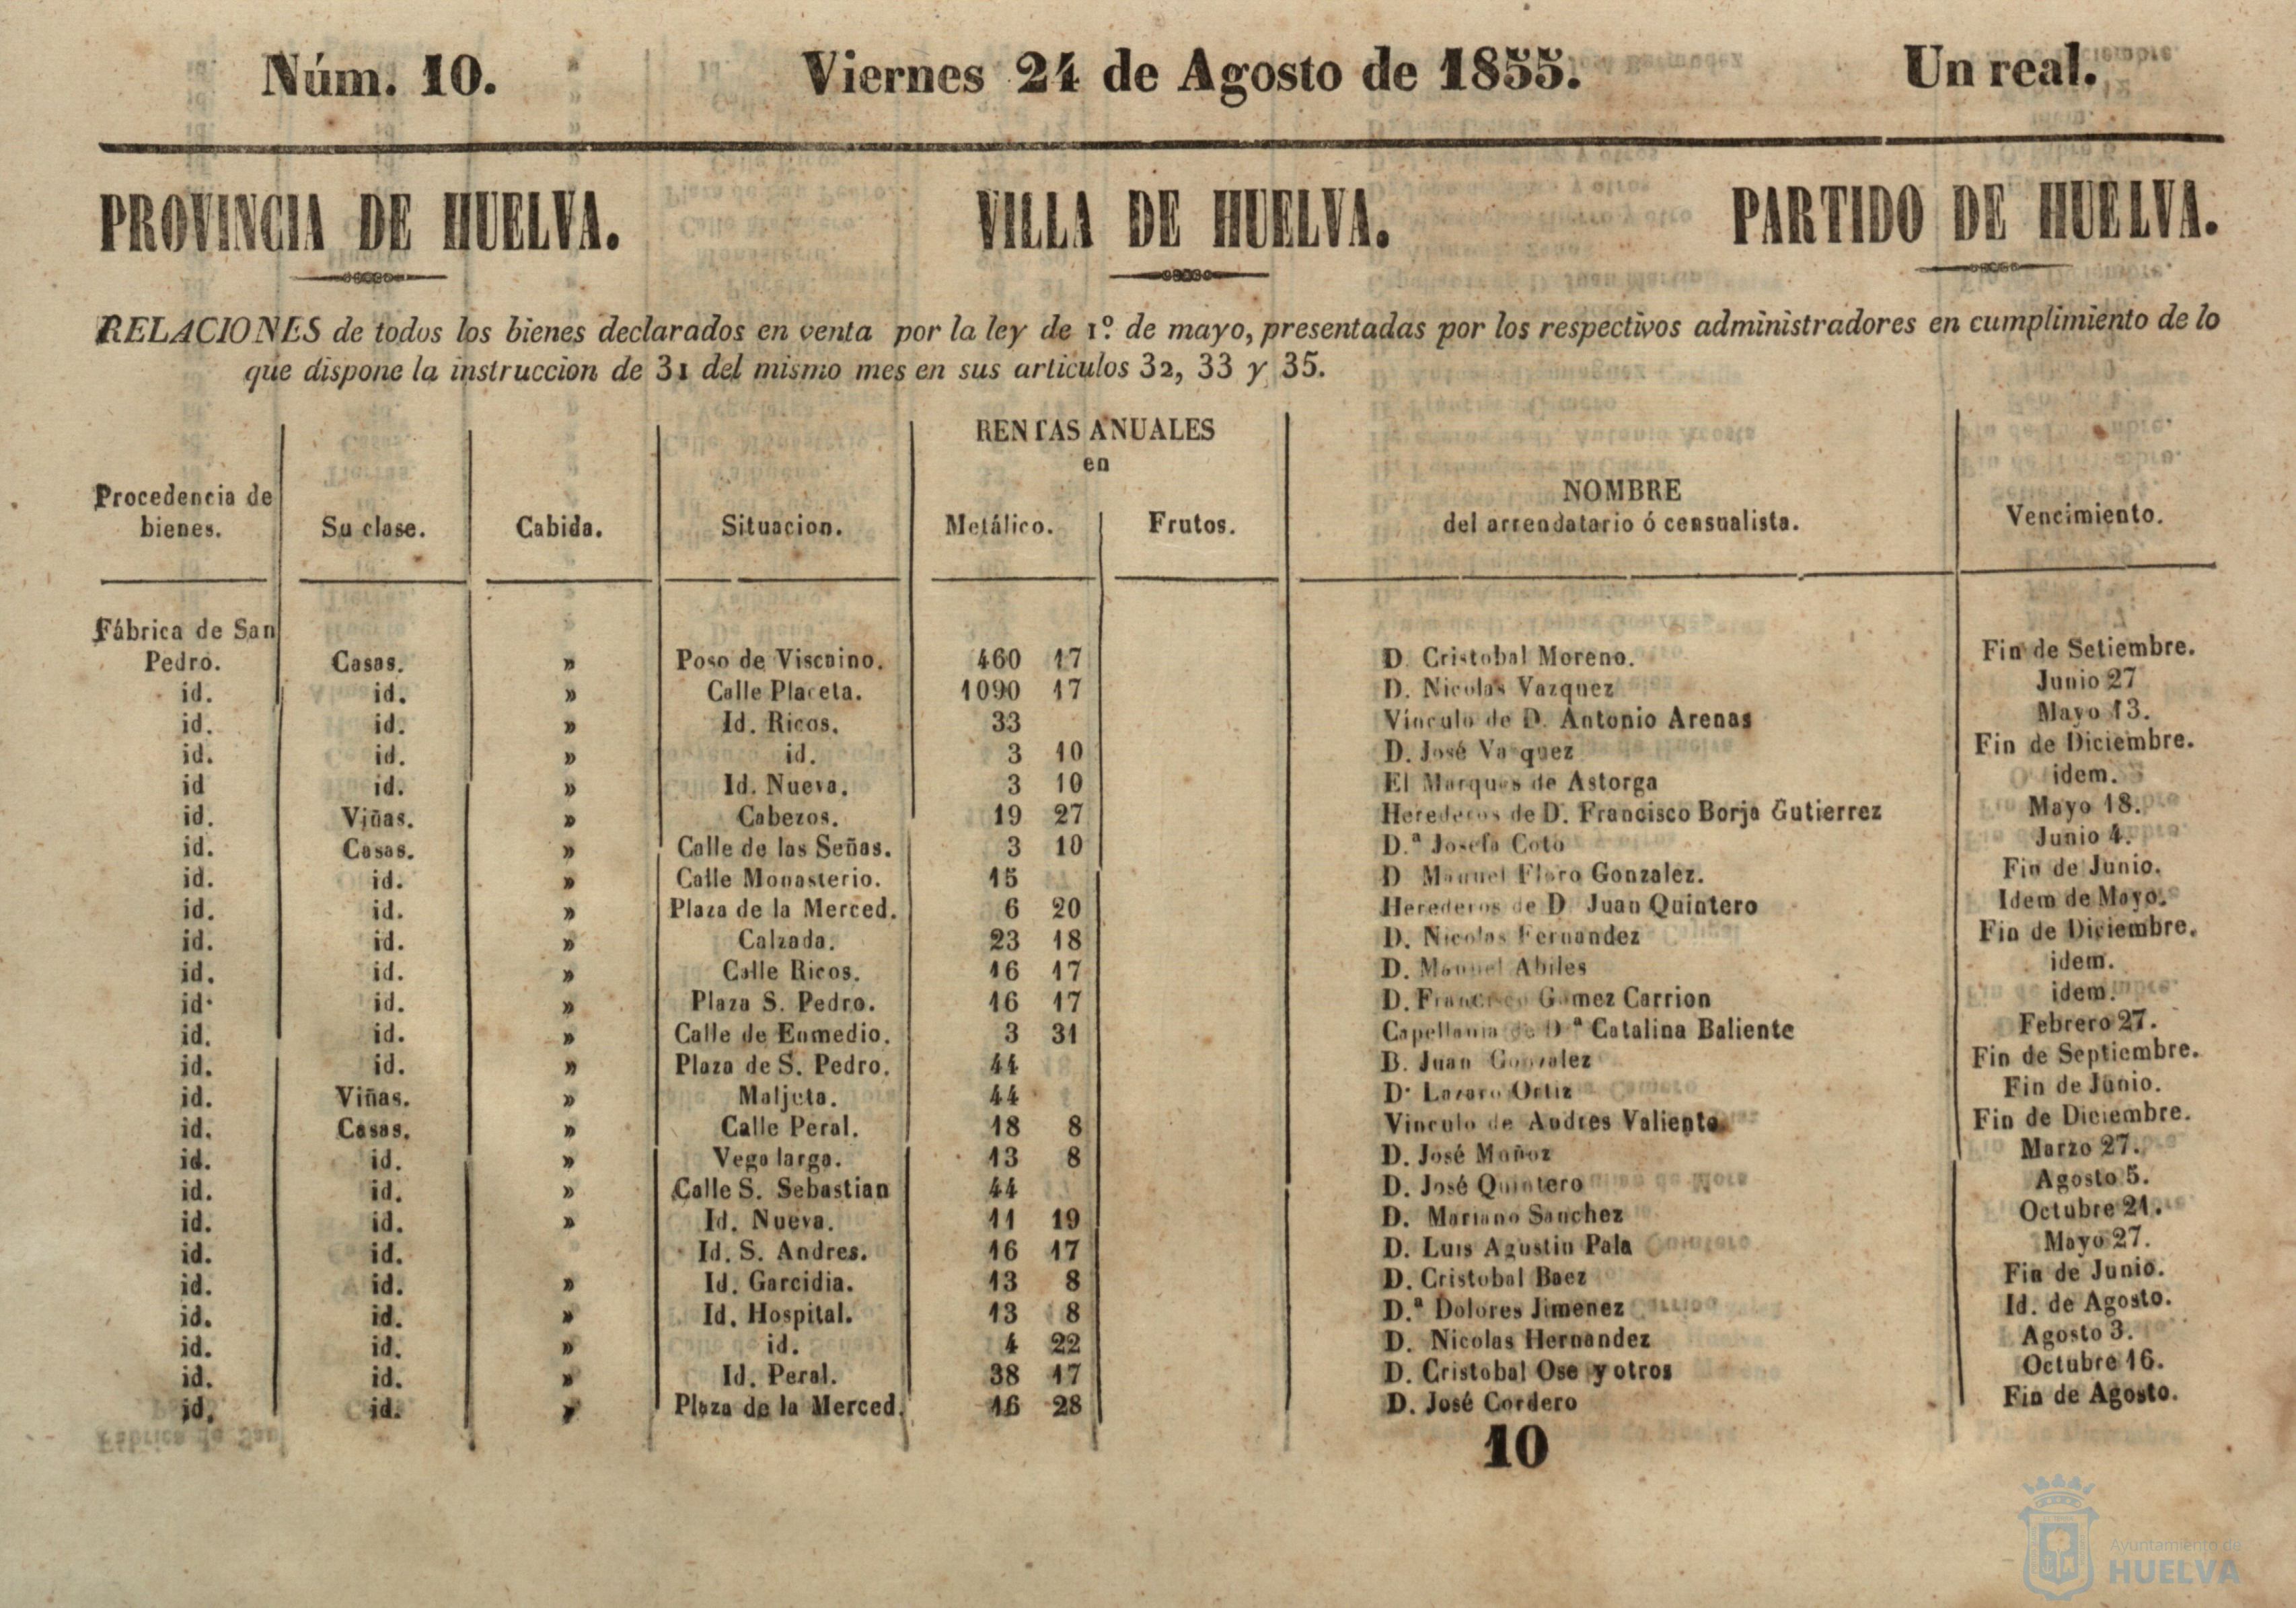 Núm. 10. Viernes 24 de Agosto de 1855. Un real.
PROVINCIA DE HUELVA. VILLA DE HUELVA. PARTIDO DE HUELVA.
RELACIONES de todos los bienes declarados en venta por la ley de 1º. de mayo, presentadas por los respectivos administradores en cumplimiento de lo
que dispone la instruccion de 31 del mismo mes en sus articulos 32, 33 y 35.
RENTAS ANUALES
en
Procedencia de bienes. Su clase. Cabida. Situacion. Metálico. Frutos. NOMBRE del arrendatario ó censualista. Vencimiento.
Fábrica de San
Pedro. Casas. » Poso de Viscaino. 460 17 D. Cristobal Moreno. Fin de Setiembre.
id. id. » Calle Placeta. 1090 17 D. Nicolas Vazquez Junio 27
id. id. » Id. Ricos. 33 Vinculo de D. Antonio Arenas Mayo 13.
id. id. » id. 3 10 D. José Vasquez Fin de Diciembre.
id id. » Id. Nueva. 3 10 El Marques de Astorga idem.
id. Viñas. » Cabezos. 19 27 Herederos de D. Francisco Borja Gutierrez Mayo 18.
id. Casas. » Calle de las Señas. 3 10 D.ª Josefa Coto Junio 4.
id. id. » Calle Monasterio. 15 D Manuel Floro Gonzalez. Fin de Junio.
id. id. » Plaza de la Merced. 6 20 Herederos de D. Juan Quintero Idem de Mayo.
id. id. » Calzada. 23 18 D. Nicolas Fernandez Fin de Diciembre.
id. id. » Calle Ricos. 16 17 D. Manuel Abiles idem.
id· id. » Plaza S. Pedro. 16 17 D. Francisco Gomez Carrion idem.
id. id. » Calle de Enmedio. 3 31 Capellania de D.ª Catalina Baliente Febrero 27.
id. id. » Plaza de S. Pedro. 44 D. Juan Gonzalez Fin de Septiembre.
id. Viñas. » Maljeta. 44 D· Lazaro Ortiz Fin de Junio.
id. Casas. » Calle Peral. 18 8 Vinculo de Andres Valiente. Fin de Diciembre.
id. id. » Vega larga. 13 8 D. José Muñoz Marzo 27.
id. id. » Calle S. Sebastian 44 D. José Quintero Agosto 5.
id. id. » Id. Nueva. 11 19 D. Mariano Sanchez Octubre 21.
id. id. Id. S. Andres. 16 17 D. Luis Agustin Pala Mayo 27.
id. id. » Id. Garcidia. 13 8 D. Cristobal Baez Fin de Junio.
id. id. » Id. Hospital. 13 8 D.ª Dolores Jimenez Id. de Agosto.
id. id. » id. 4 22 D. Nicolas Hernandez Agosto 3.
id. id. » Id. Peral. 38 17 D. Cristobal Ose y otros Octubre 16.
id. id. » Plaza de la Merced. 16 28 D. José Cordero Fin de Agosto.
10
Ayuntamiento de
HUELVA